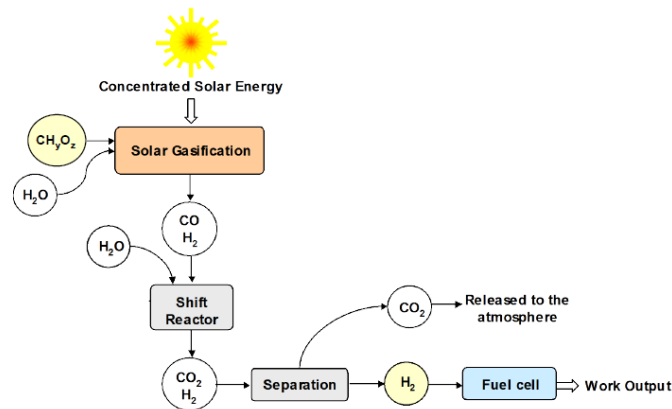 Concentrated Solar Energy
CHyOz
Solar Gasification
H2O
CO
H2
H2O
Shift
Reactor
CO2
Released to the
atmosphere
CO2
H2
Separation
H2
Fuel cell
Work Output